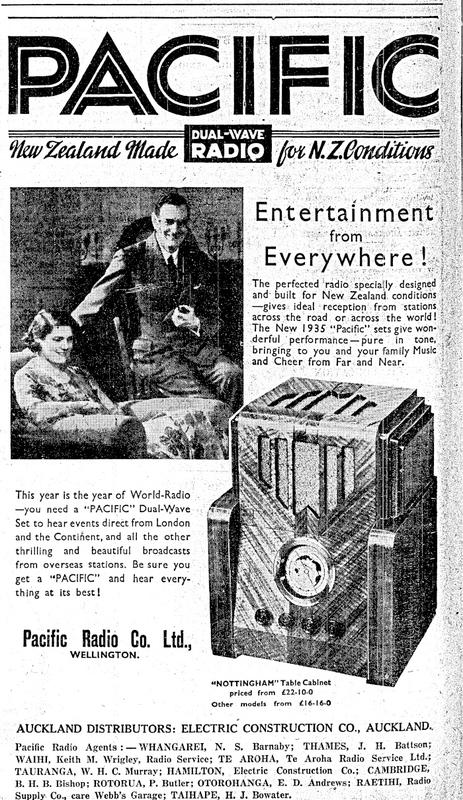 PACIFIC
New Zealand Made DUAL-WAVE RADIO for N.Z. Conditions
Entertainment
from
Everywhere!
The perfected radio specially designed
and built for New Zealand conditions
—gives ideal reception from stations
across the road or across the world!
The New 1935 "Pacific" sets give won-
derful performance—pure in tone,
bringing to you and your family Music
and Cheer from Far and Near.
This year is the year of World-Radio
—you need a "PACIFIC" Dual-Wave
Set to hear events direct from London
and the Continent, and all the other
thrilling and beautiful broadcasts
from overseas stations. Be sure you
get a "PACIFIC" and hear every-
thing at its best!
Pacific Radio Co. Ltd.,
WELLINGTON.
"NOTTINGHAM" Table Cabinet
priced from £22-10-0
Other models from £16-16-0
AUCKLAND DISTRIBUTORS: ELECTRIC CONSTRUCTION CO., AUCKLAND.
Pacific Radio Agents:—WHANGAREI, N. S. Barnaby; THAMES, J. H. Battson;
WAIHI, Keith M. Wrigley, Radio Service; TE AROHA, Te Aroha Radio Service Ltd.;
TAURANGA, W. H. C. Murray; HAMILTON, Electric Construction Co.; CAMBRIDGE,
B. H. B. Bishop; ROTORUA, P. Butler; OTOROHANGA, E. D. Andrews; RAETIHI, Radio
Supply Co., care Webb's Garage; TAIHAPE, H. J. Bowater.